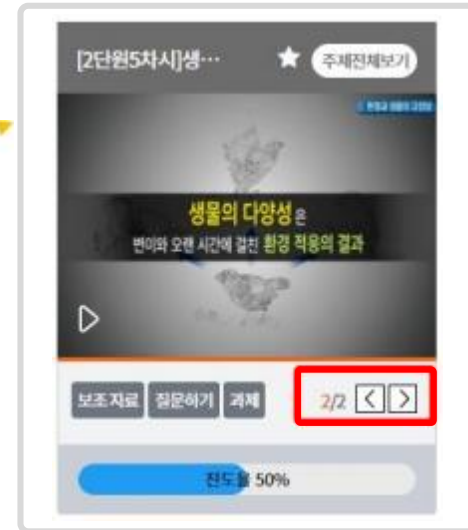 [2단원5차시]생…
주제전체보기
생물의 다양성은
변이와 오랜 시간에 걸친 환경 적응의 결과
보조자료 질문하기 과제 2/2 < >
진도율 50%